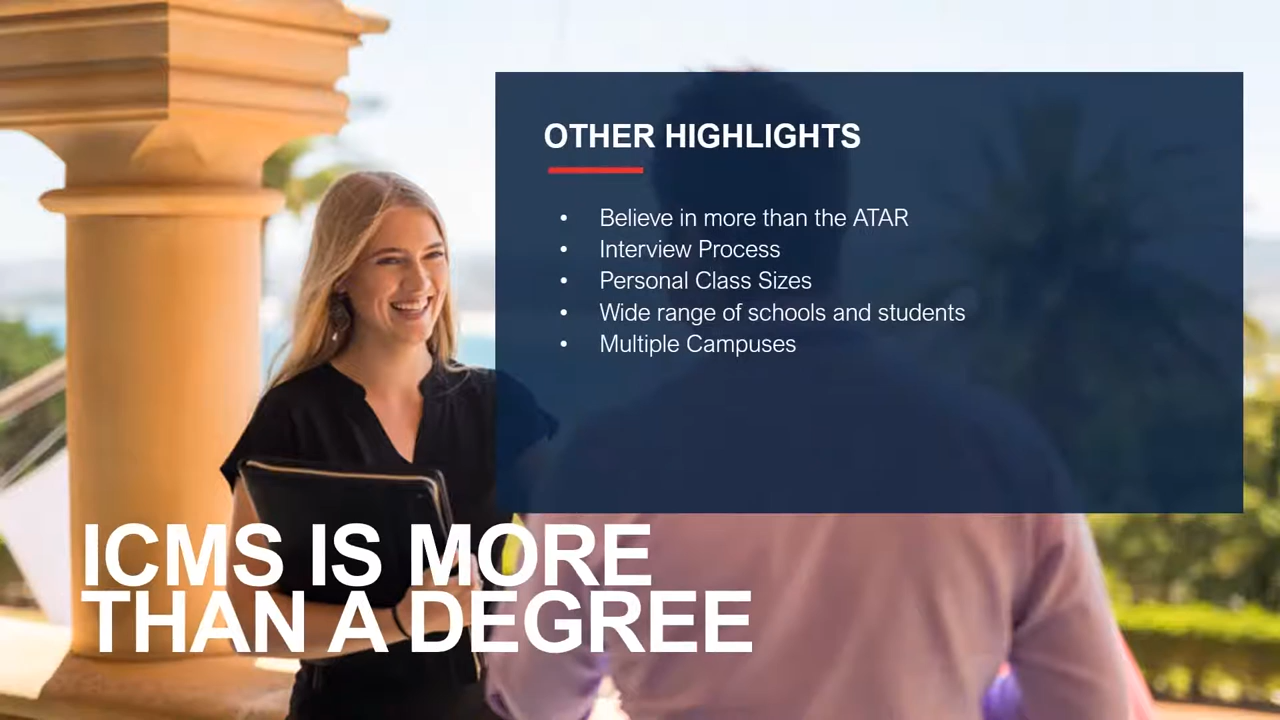 OTHER HIGHLIGHTS
• Believe in more than the ATAR
• Interview Process
• Personal Class Sizes
• Wide range of schools and students
• Multiple Campuses
ICMS IS MORE
THAN A DEGREE